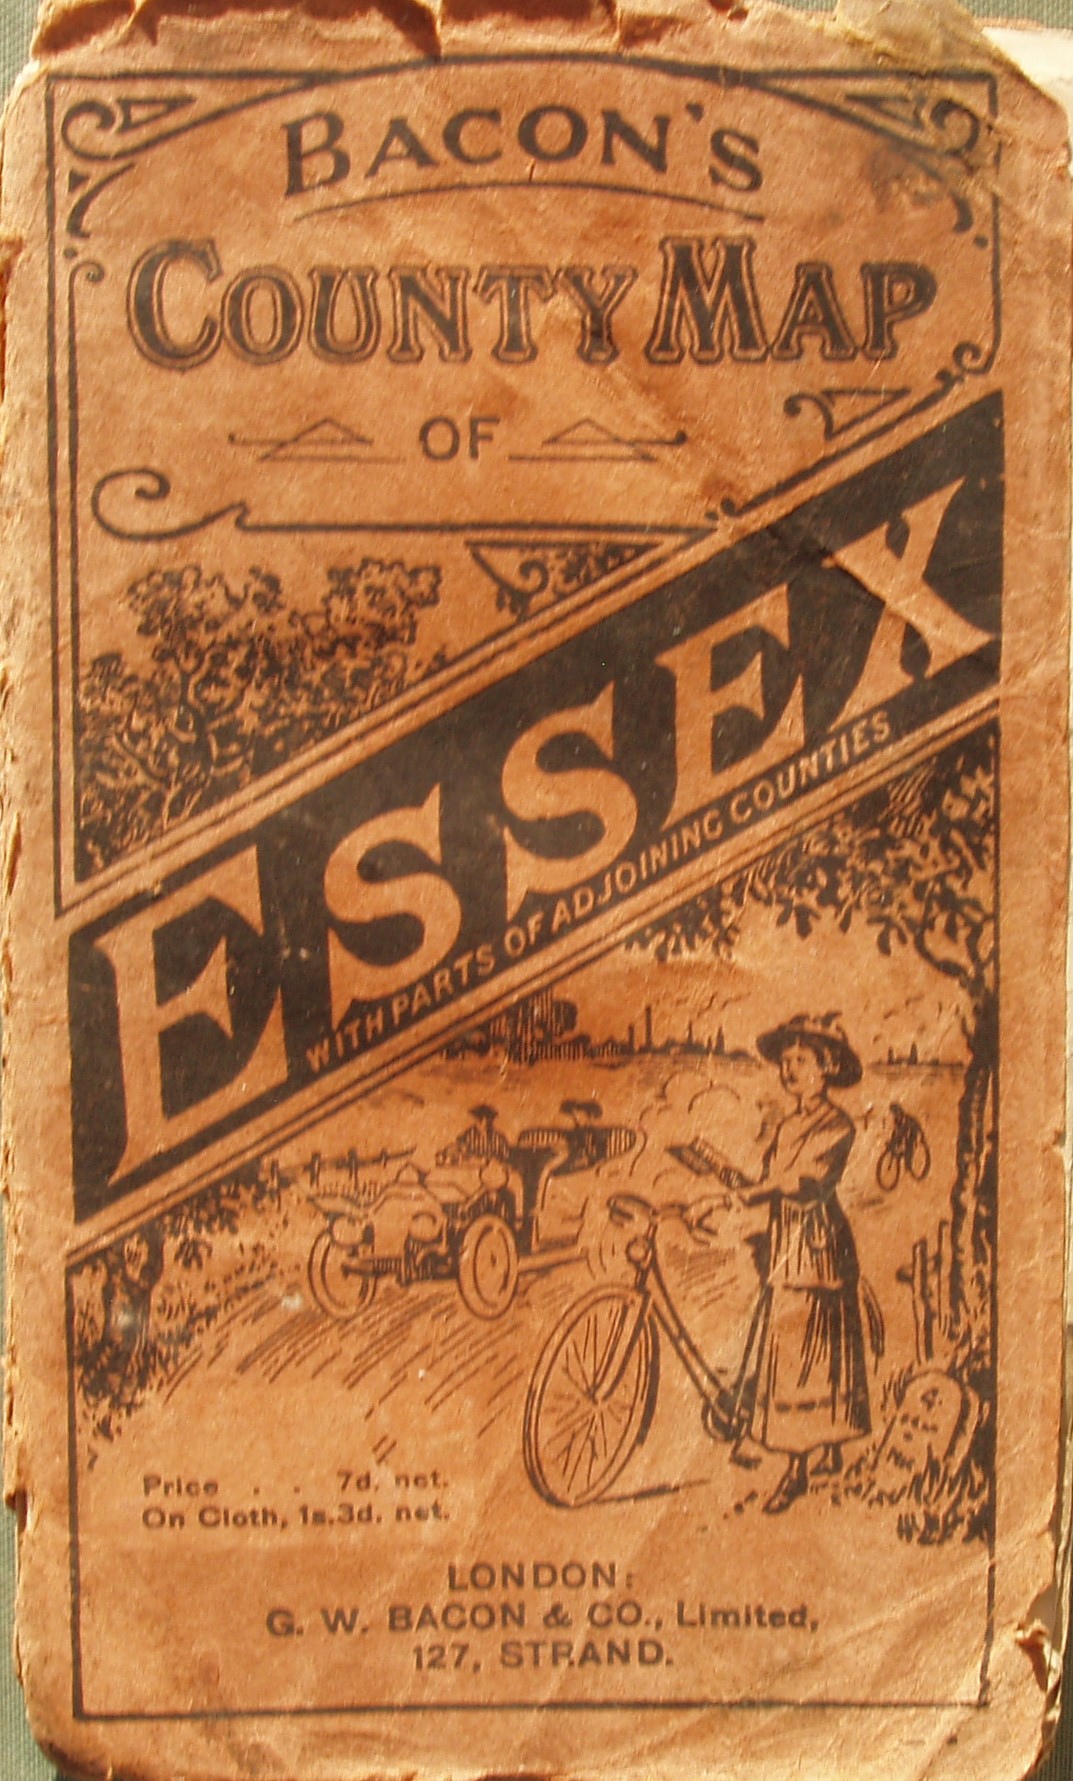 BACON'S
COUNTY MAP
OF
ESSEX
WITH PARTS OF ADJOINING COUNTIES
4
Price . . 7d. net.
On Cloth, 1s.3d. net.
LONDON:
G. W. BACON & CO., Limited,
127, STRAND.